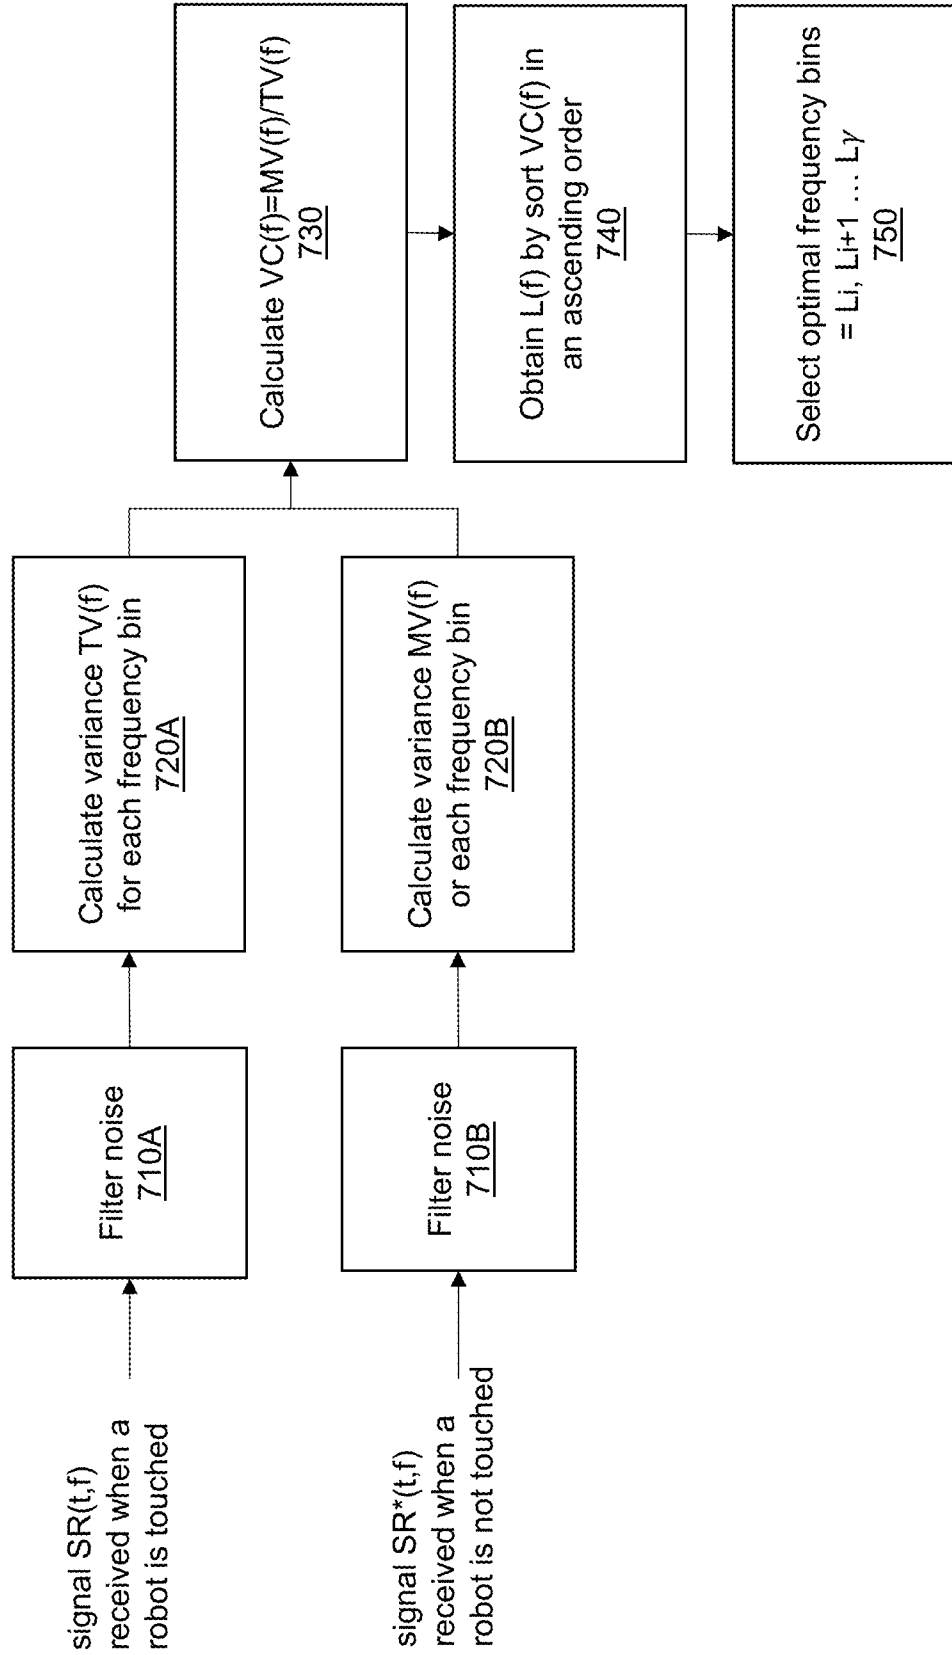 signal SR(t,f)
received when a
robot is touched
Filter noise
710A
Calculate variance TV(f)
for each frequency bin
720A
signal SR*(t,f)
received when a
robot is not touched
Filter noise
710B
Calculate variance MV(f)
or each frequency bin
720B
Calculate VC(f)=MV(f)/TV(f)
730
Obtain L(f) by sort VC(f) in
an ascending order
740
Select optimal frequency bins
= Li, Li+1 ... Lγ
750